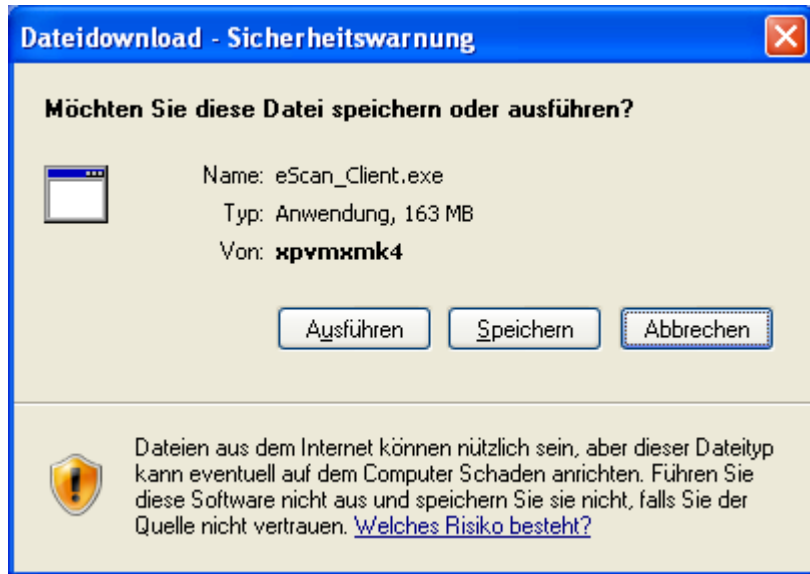 Dateidownload - Sicherheitswarnung
Möchten Sie diese Datei speichern oder ausführen?
Name: eScan_Client.exe
Typ: Anwendung, 163 MB
Von: xpvmxmk4
Ausführen Speichern Abbrechen
Dateien aus dem Internet können nützlich sein, aber dieser Dateityp
kann eventuell auf dem Computer Schaden anrichten. Führen Sie
diese Software nicht aus und speichern Sie sie nicht, falls Sie der
Quelle nicht vertrauen. Welches Risiko besteht?